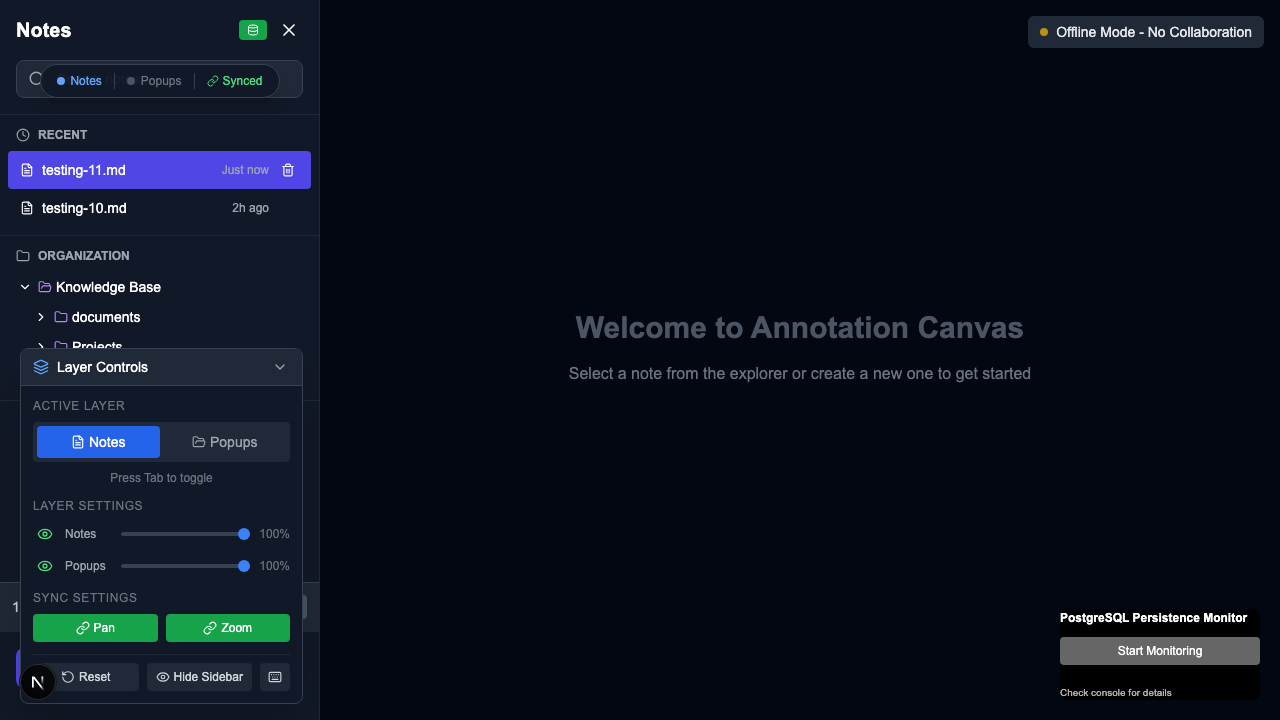 Notes
Notes
Popups
Synced
RECENT
testing-11.md Just now
testing-10.md 2h ago
ORGANIZATION
Knowledge Base
documents
Projects
Layer Controls
ACTIVE LAYER
Notes Popups
Press Tab to toggle
LAYER SETTINGS
Notes 100%
Popups 100%
SYNC SETTINGS
Pan Zoom
1
N Reset Hide Sidebar
Offline Mode - No Collaboration
Welcome to Annotation Canvas
Select a note from the explorer or create a new one to get started
PostgreSQL Persistence Monitor
Start Monitoring
Check console for details